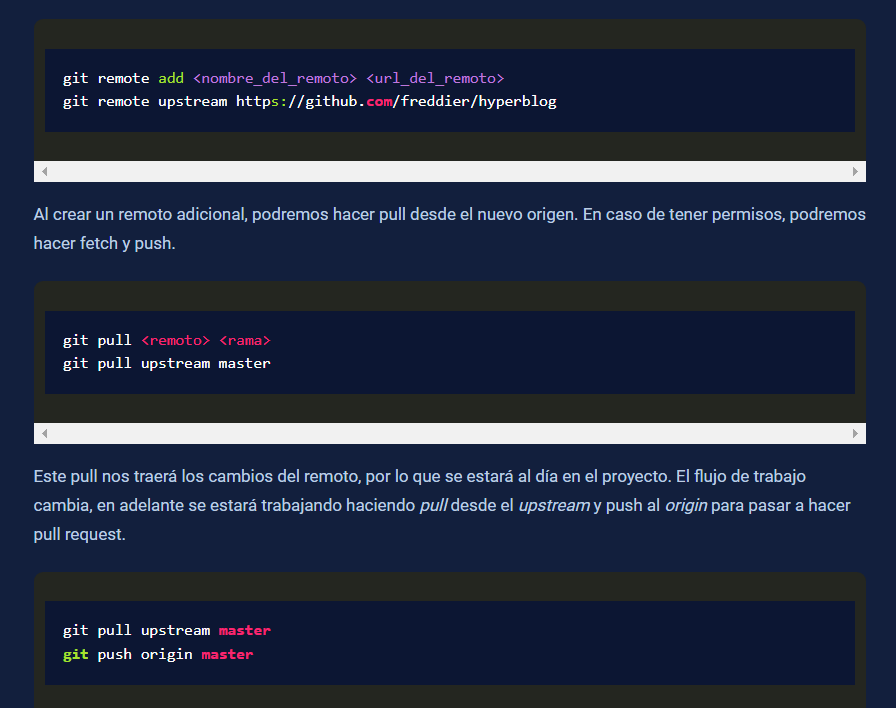 git remote add <nombre_del_remoto> <url_del_remoto>
git remote upstream https://github.com/freddier/hyperblog
Al crear un remoto adicional, podremos hacer pull desde el nuevo origen. En caso de tener permisos, podremos
hacer fetch y push.
git pull <remoto> <rama>
git pull upstream master
Este pull nos traerá los cambios del remoto, por lo que se estará al día en el proyecto. El flujo de trabajo
cambia, en adelante se estará trabajando haciendo pull desde el upstream y push al origin para pasar a hacer
pull request.
git pull upstream master
git push origin master